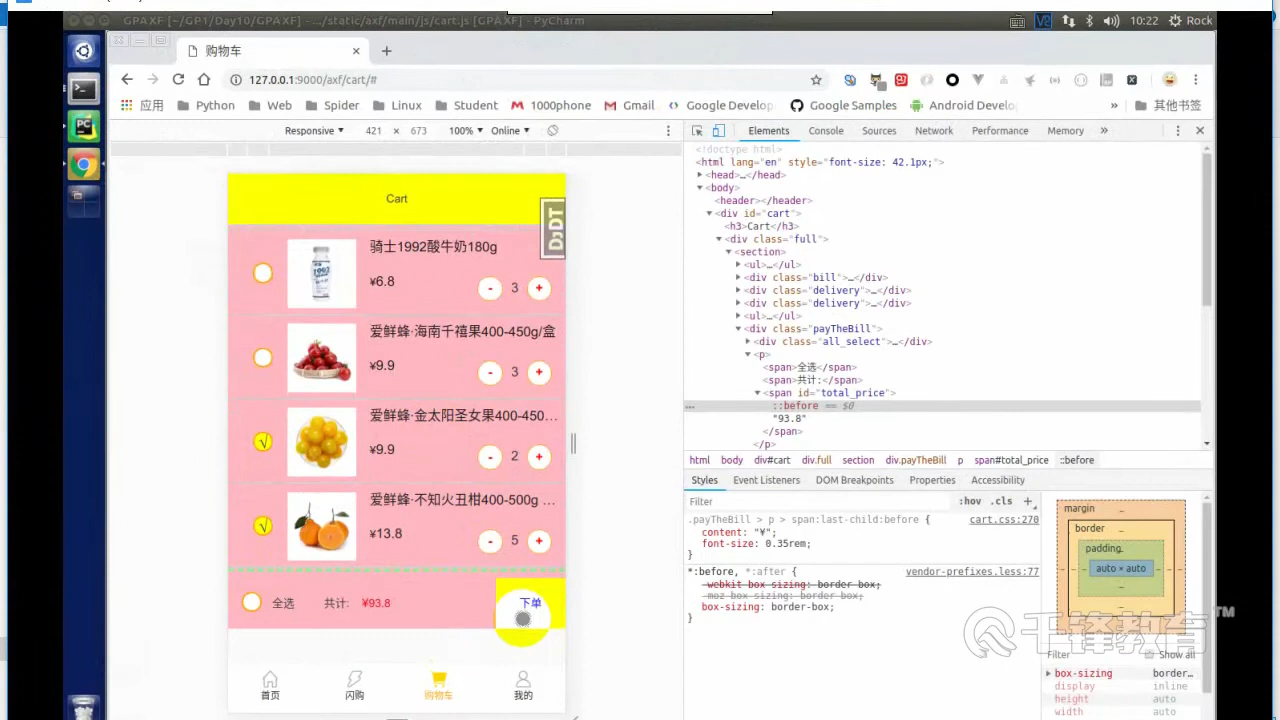 GPAXF [~/GP1/Day10/GPAXF] - .../static/axf/main/js/cart.js [GPAXF] - PyCharm
V2
10:22
Rock
购物车
127.0.0.1:9000/axf/cart/#
应用 Python Web Spider Linux Student 1000phone Gmail Google Develop Google Samples Android Develo » 其他书签
Responsive 421 × 673 100% Online
Elements Console Sources Network Performance Memory »
Cart
DjDT
骑士1992酸牛奶180g
¥6.8
- 3 +
爱鲜蜂·海南千禧果400-450g/盒
¥9.9
- 3 +
爱鲜蜂·金太阳圣女果400-450…
¥9.9
√
- 2 +
爱鲜蜂·不知火丑柑400-500g …
¥13.8
√
- 5 +
全选 共计: ¥93.8 下单
首页 闪购 购物车 我的
<!doctype html>
<html lang="en" style="font-size: 42.1px;">
<head>…</head>
<body>
<header></header>
<div id="cart">
<h3>Cart</h3>
<div class="full">
<section>
<ul>…</ul>
<div class="bill">…</div>
<div class="delivery">…</div>
<div class="delivery">…</div>
<ul>…</ul>
<div class="payTheBill">
<div class="all_select">…</div>
<p>
<span>全选</span>
<span>共计:</span>
<span id="total_price">
… ::before == $0
"93.8"
</span>
</p>
html body div#cart div.full section div.payTheBill p span#total_price ::before
Styles Event Listeners DOM Breakpoints Properties Accessibility
Filter :hov .cls +
.payTheBill > p > span:last-child:before { cart.css:270
content: "¥";
font-size: 0.35rem;
}
*:before, *:after { vendor-prefixes.less:77
-webkit-box-sizing: border-box;
-moz-box-sizing: border-box;
box-sizing: border-box;
}
margin –
border –
padding –
auto × auto
千锋教育 TM
Filter Show all
box-sizing border…
display inline
height auto
width auto